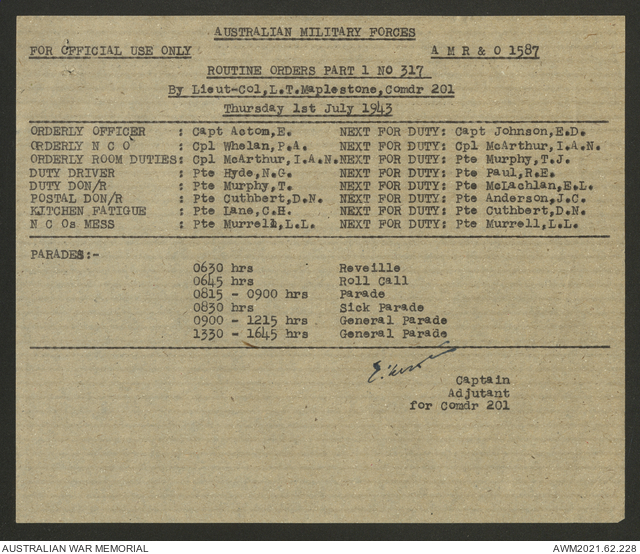 AUSTRALIAN MILITARY FORCES
FOR OFFICIAL USE ONLY A M R & O 1587
ROUTINE ORDERS PART 1 NO 317
By Lieut-Col,L.T.Maplestone,Comdr 201
Thursday 1st July 1943
ORDERLY OFFICER : Capt Actom,E. NEXT FOR DUTY: Capt Johnson,E.D.
ORDERLY N C O : Cpl Whelan,P.A. NEXT FOR DUTY: Cpl McArthur,I.A.N.
ORDERLY ROOM DUTIES: Cpl McArthur,I.A.N.NEXT FOR DUTY: Pte Murphy,T.J.
DUTY DRIVER : Pte Hyde,N.G. NEXT FOR DUTY: Pte Paul,R.E.
DUTY DON/R : Pte Murphy,T. NEXT FOR DUTY: Pte McLachlan,E.L.
POSTAL DON/R : Pte Cuthbert,D.N. NEXT FOR DUTY: Pte Anderson,J.C.
KITCHEN FATIGUE : Pte Lane,C.H. NEXT FOR DUTY: Pte Cuthbert,D.N.
N C Os MESS : Pte Murrell,L.L. NEXT FOR DUTY: Pte Murrell,L.L.
PARADES:-
0630 hrs Reveille
0645 hrs Roll Call
0815 - 0900 hrs Parade
0830 hrs Sick Parade
0900 - 1215 hrs General Parade
1330 - 1645 hrs General Parade
Captain
Adjutant
for Comdr 201
AUSTRALIAN WAR MEMORIAL AWM2021.62.228